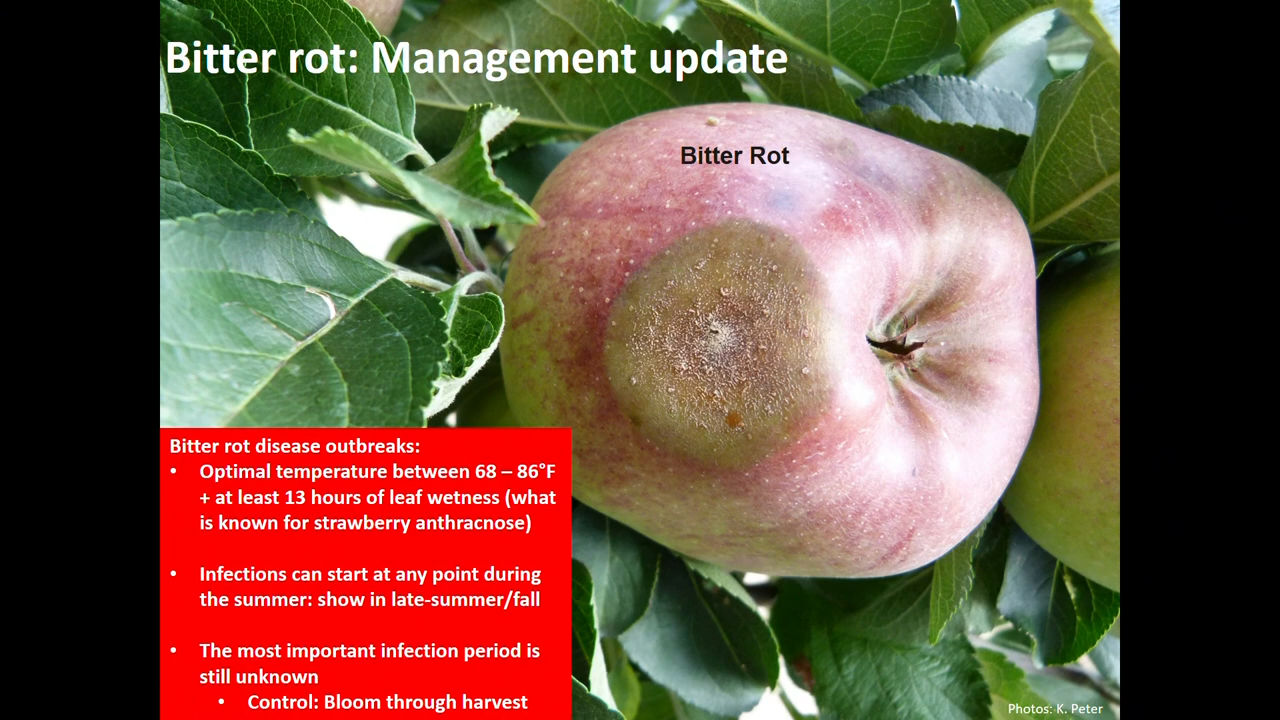 Bitter rot: Management update
Bitter Rot
Bitter rot disease outbreaks:
• Optimal temperature between 68 – 86°F
+ at least 13 hours of leaf wetness (what
is known for strawberry anthracnose)
• Infections can start at any point during
the summer: show in late-summer/fall
• The most important infection period is
still unknown
• Control: Bloom through harvest
Photos: K. Peter